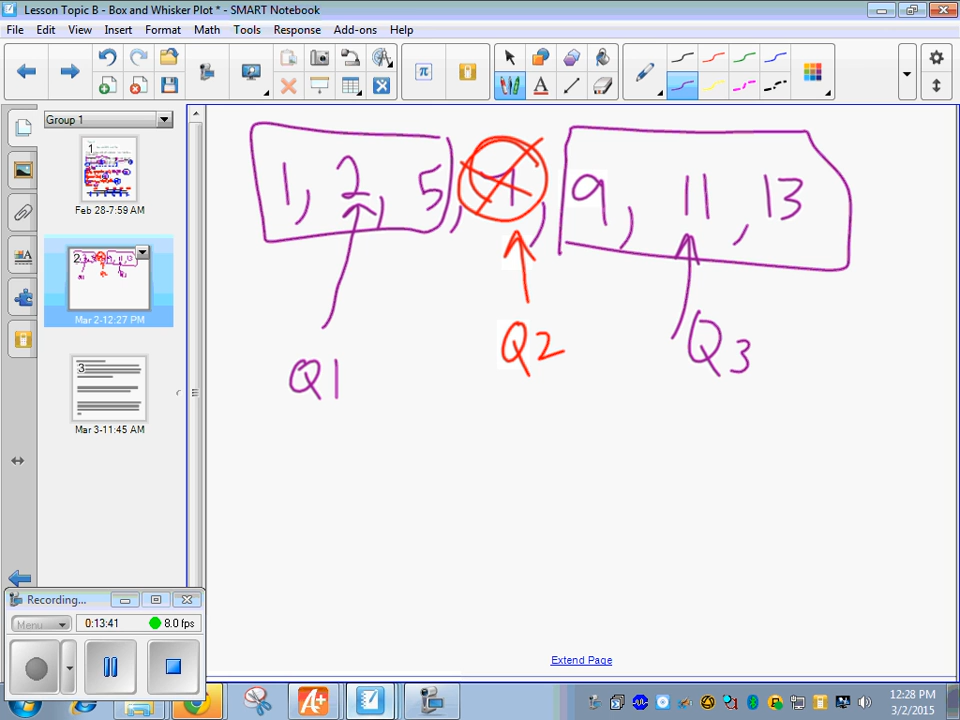 Lesson Topic B - Box and Whisker Plot * - SMART Notebook
File Edit View Insert Format Math Tools Response Add-ons Help
Group 1
1
Feb 28-7:59 AM
2
Mar 2-12:27 PM
3
Mar 3-11:45 AM
1, 2, 5, , 9, 11, 13
Q1
Q2
Q3
Extend Page
Recording...
Menu
0:13:41
8.0 fps
A+
12:28 PM
3/2/2015